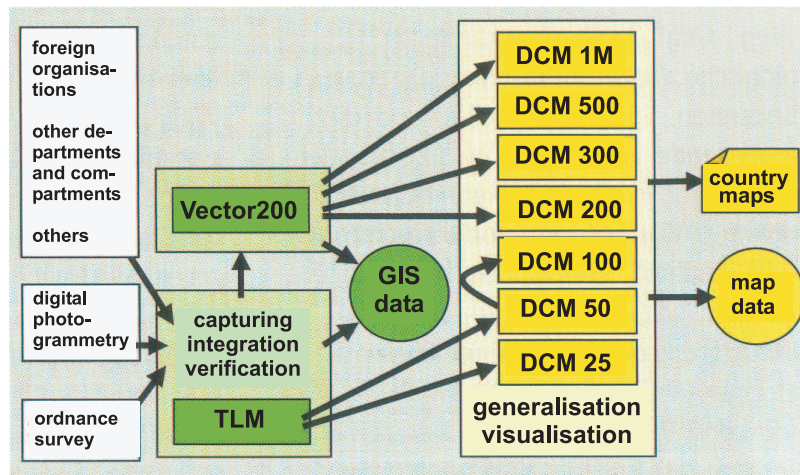 foreign
organisa-
tions
other de-
partments
and com-
partments
others
digital
photo-
grammetry
ordnance
survey
Vector200
capturing
integration
verification
TLM
GIS
data
DCM 1M
DCM 500
DCM 300
DCM 200
DCM 100
DCM 50
DCM 25
generalisation
visualisation
country
maps
map
data